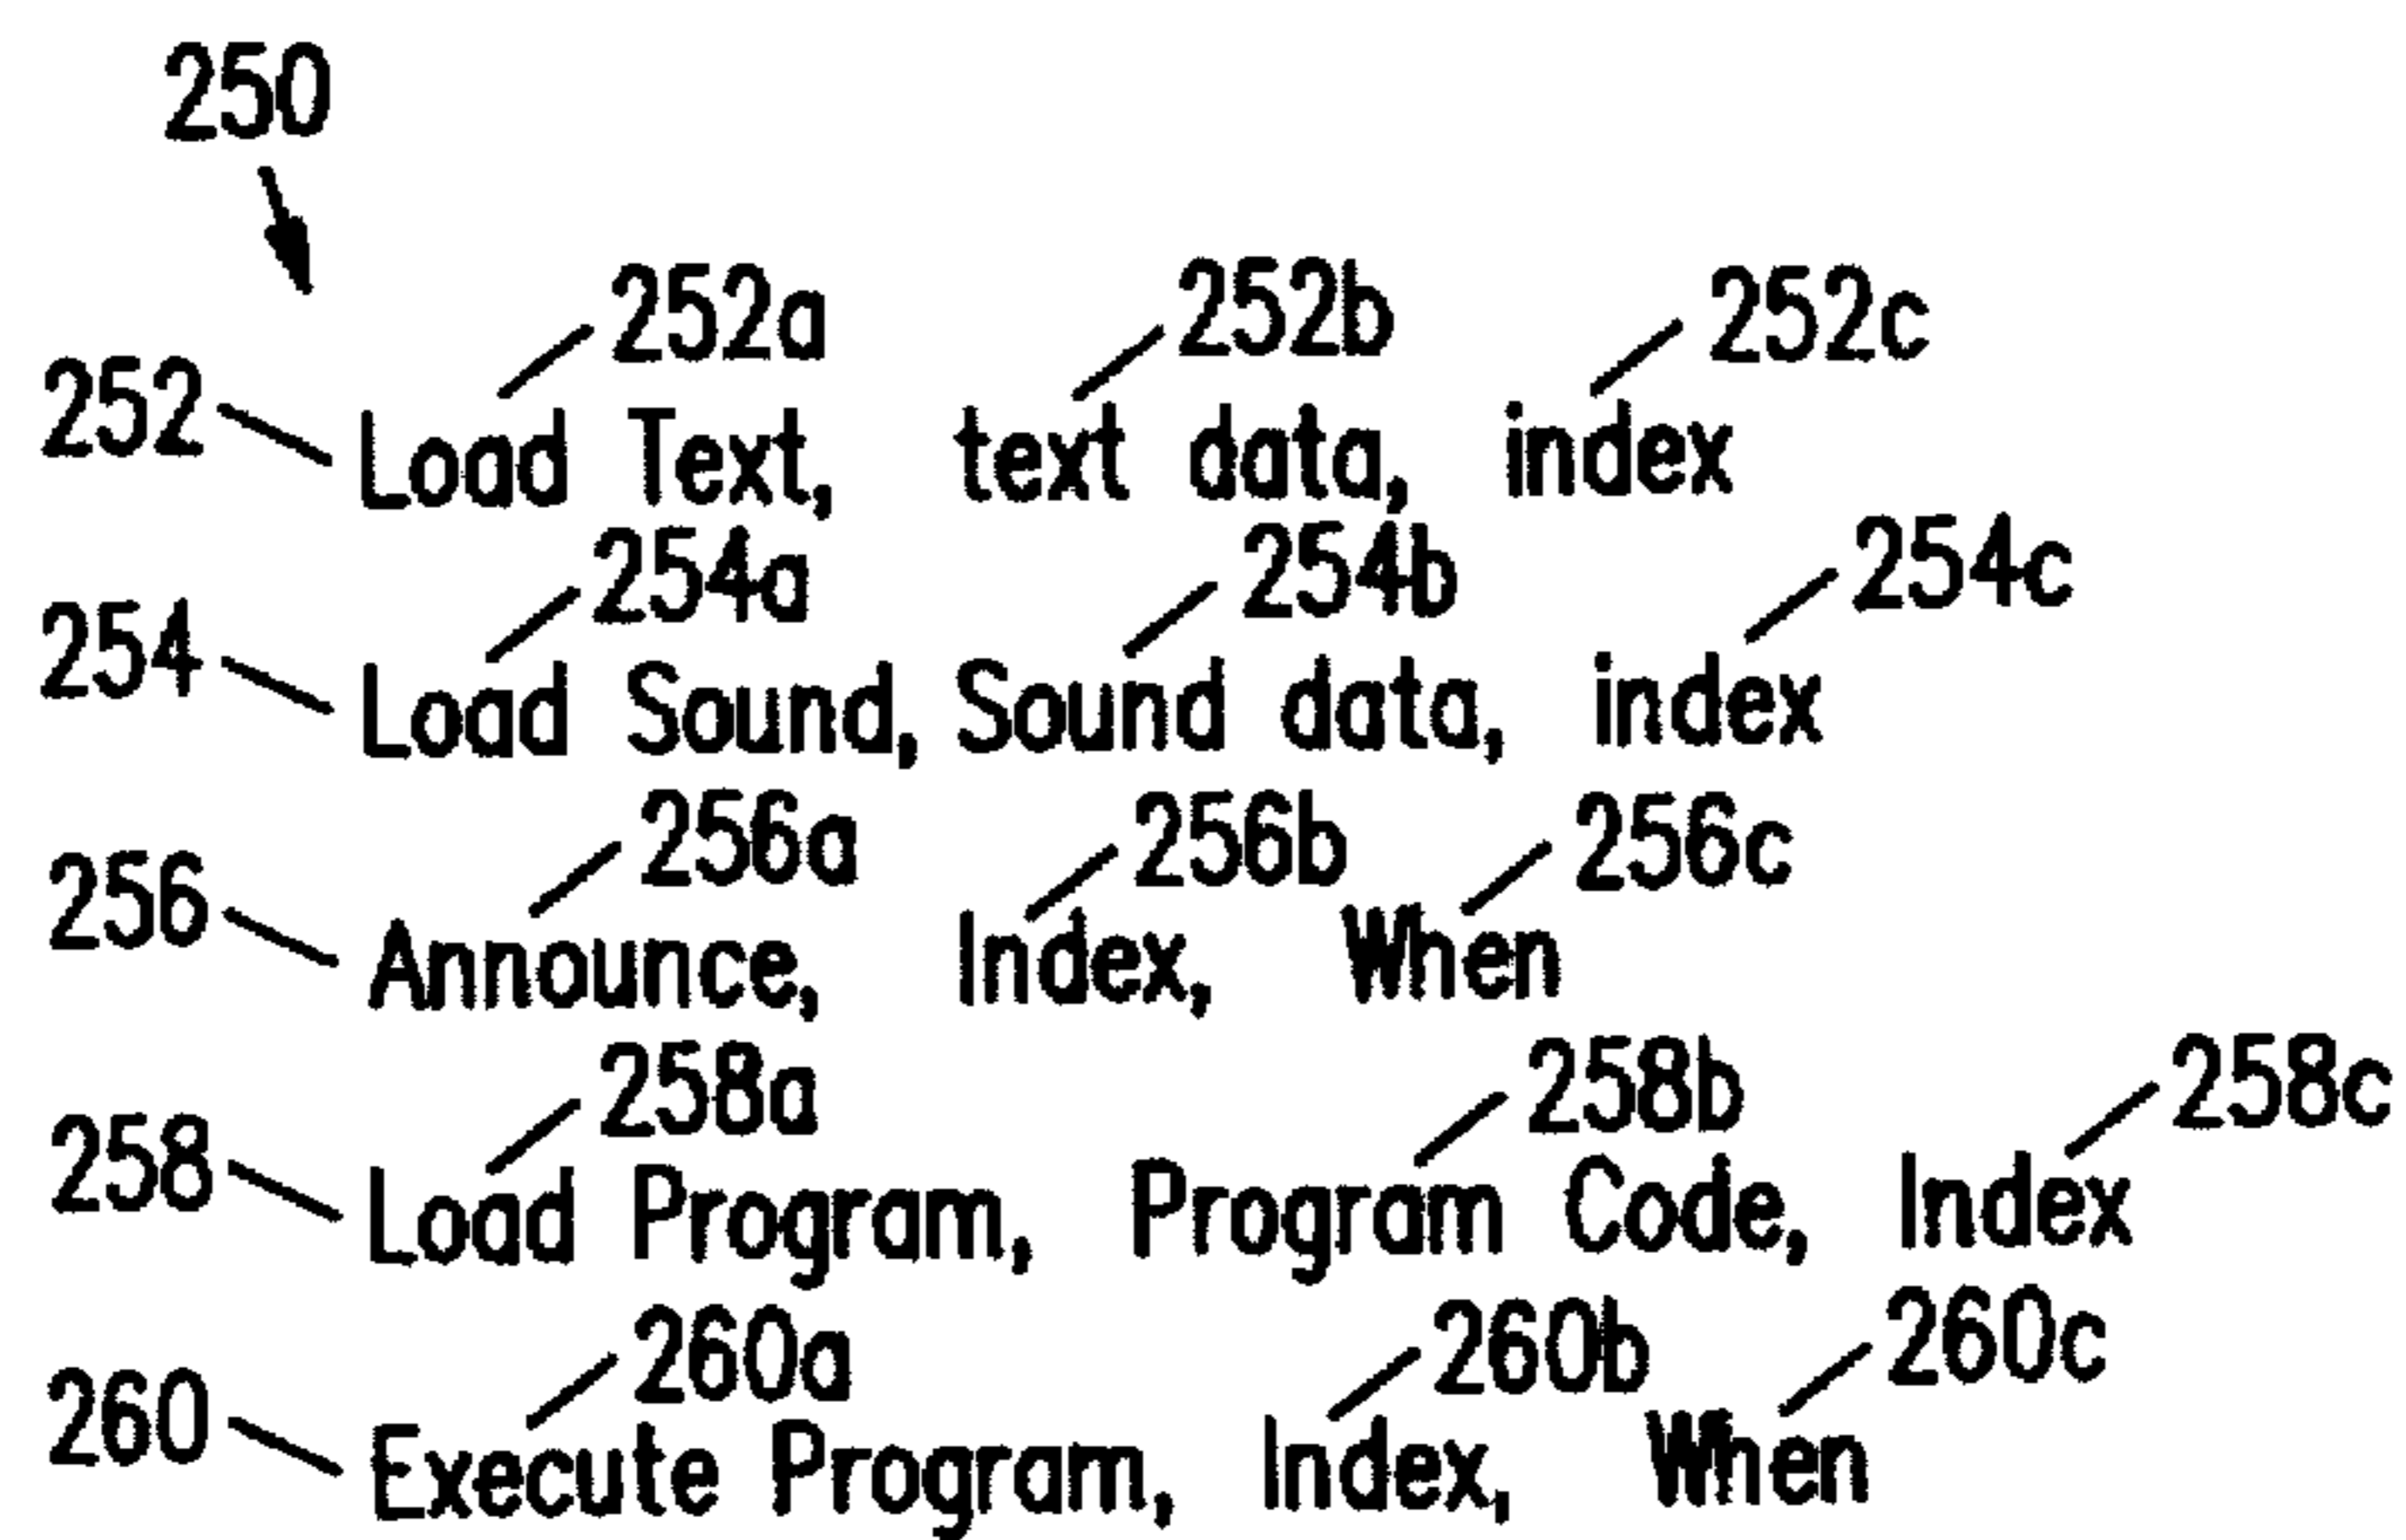 250
252a 252b 252c
252 Load Text, text data, index
254a 254b 254c
254 Load Sound, Sound data, index
256a 256b 256c
256 Announce, Index, When
258a 258b 258c
258 Load Program, Program Code, Index
260a 260b 260c
260 Execute Program, Index, When